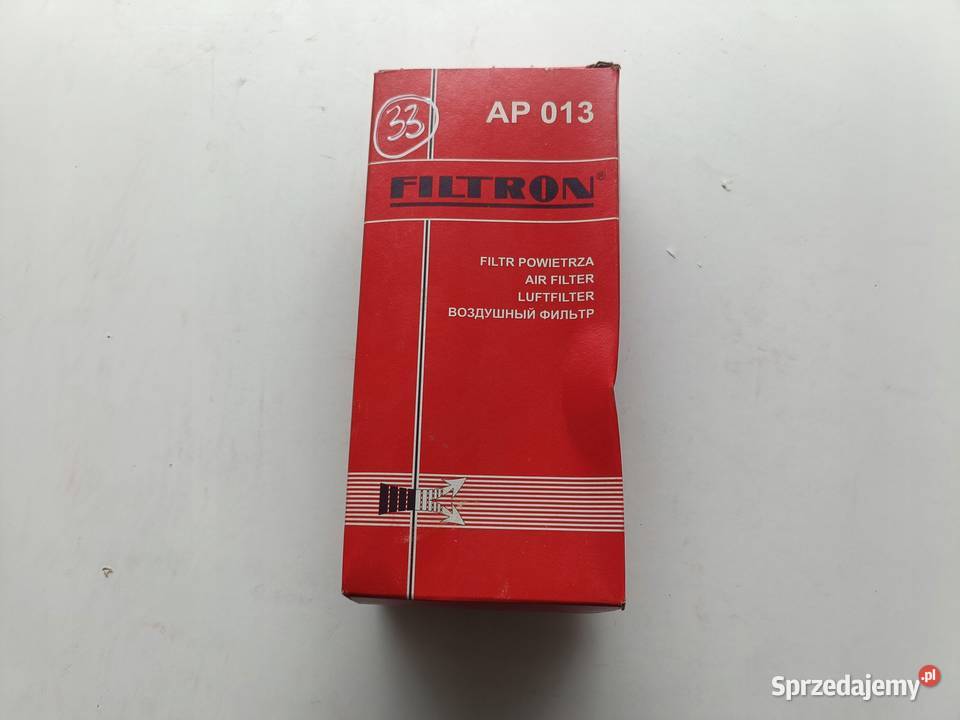 33
AP 013
FILTRON®
FILTR POWIETRZA
AIR FILTER
LUFTFILTER
ВОЗДУШНЫЙ ФИЛЬТР
Sprzedajemy.pl